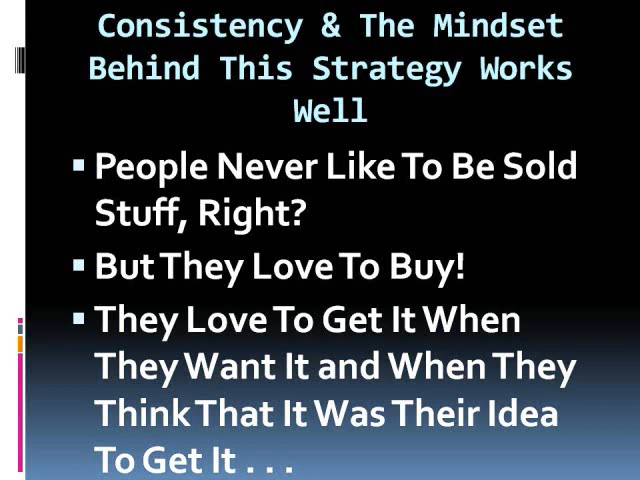 Consistency & The Mindset
Behind This Strategy Works
Well
▪ People Never Like To Be Sold
Stuff, Right?
▪ But They Love To Buy!
▪ They Love To Get It When
They Want It and When They
Think That It Was Their Idea
To Get It . . .